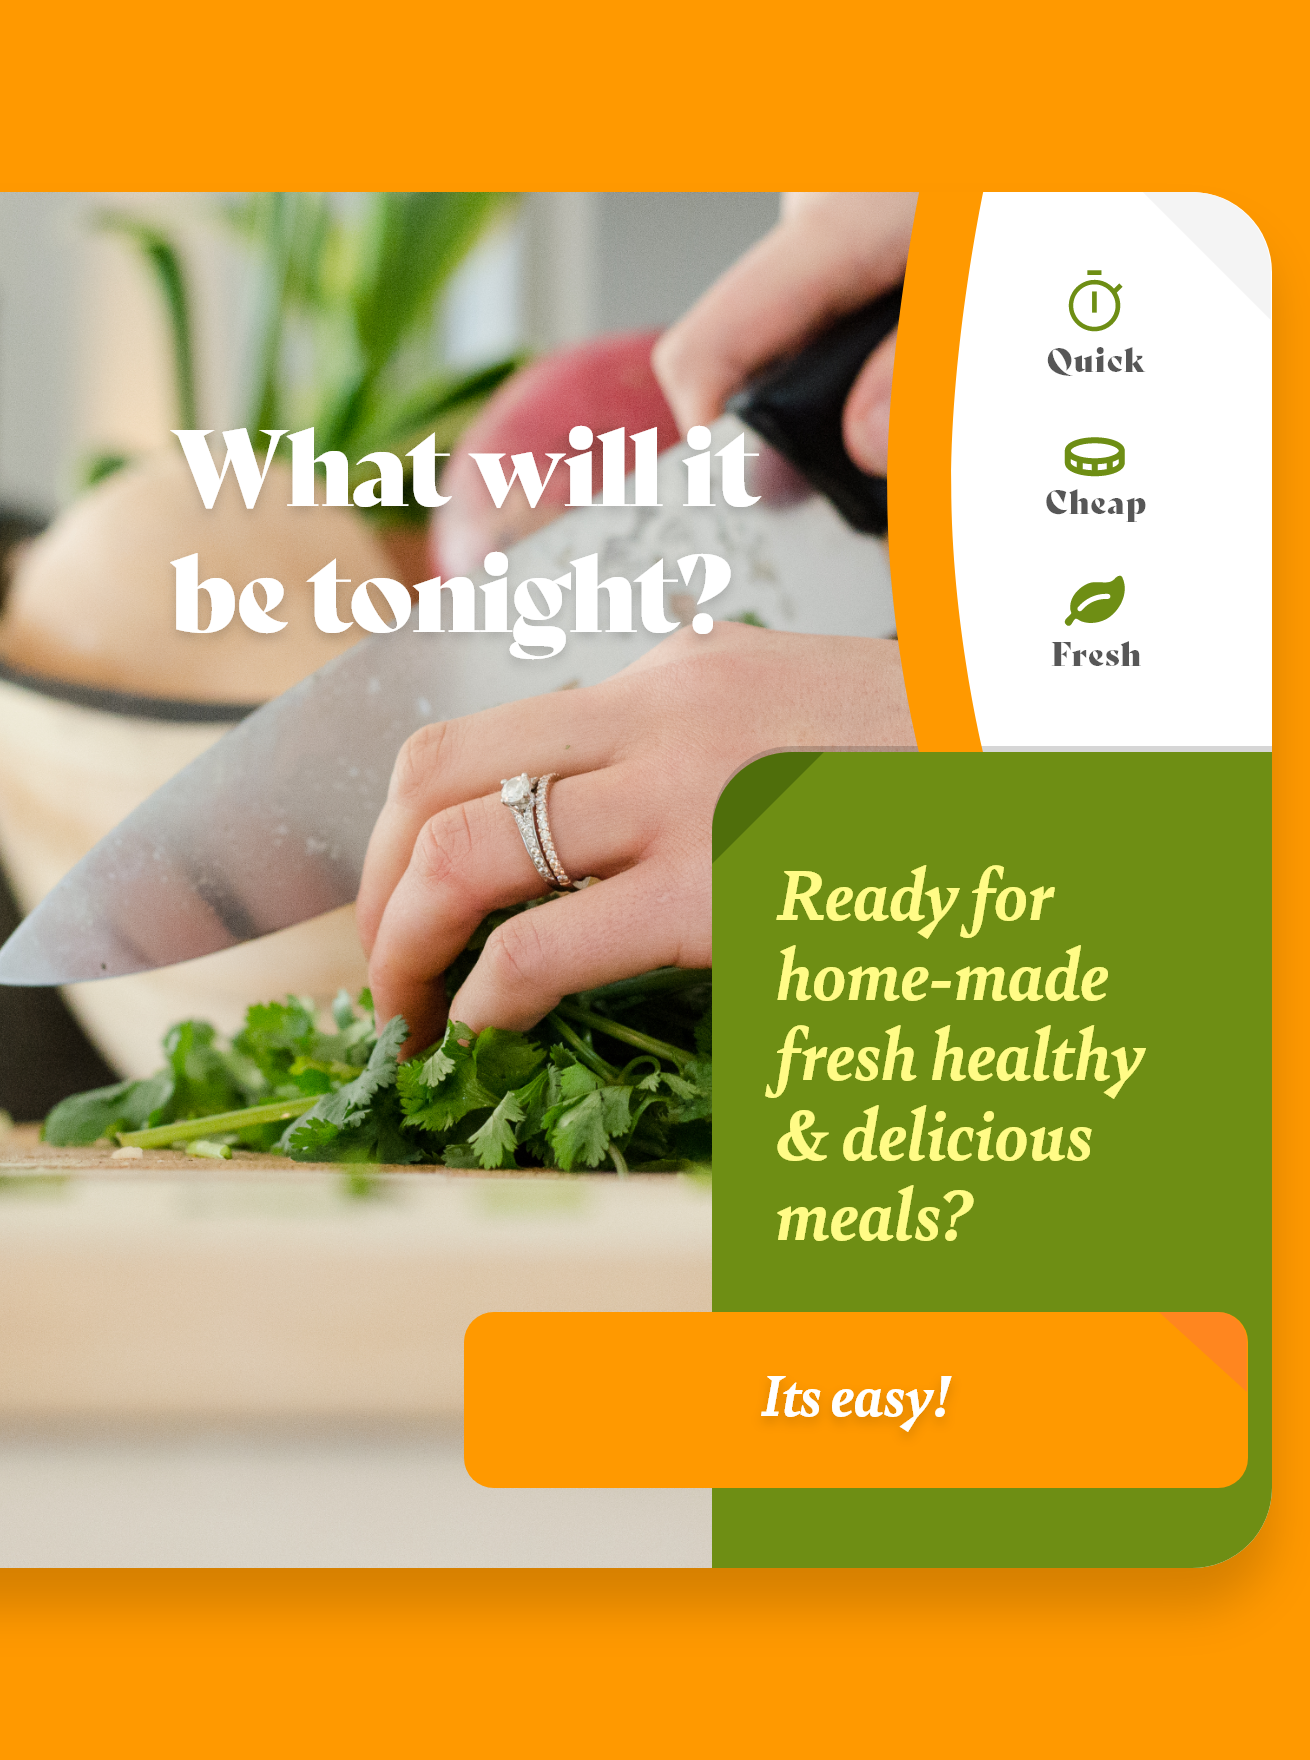 What will it
be tonight?
Quick
Cheap
Fresh
Ready for
home-made
fresh healthy
& delicious
meals?
Its easy!